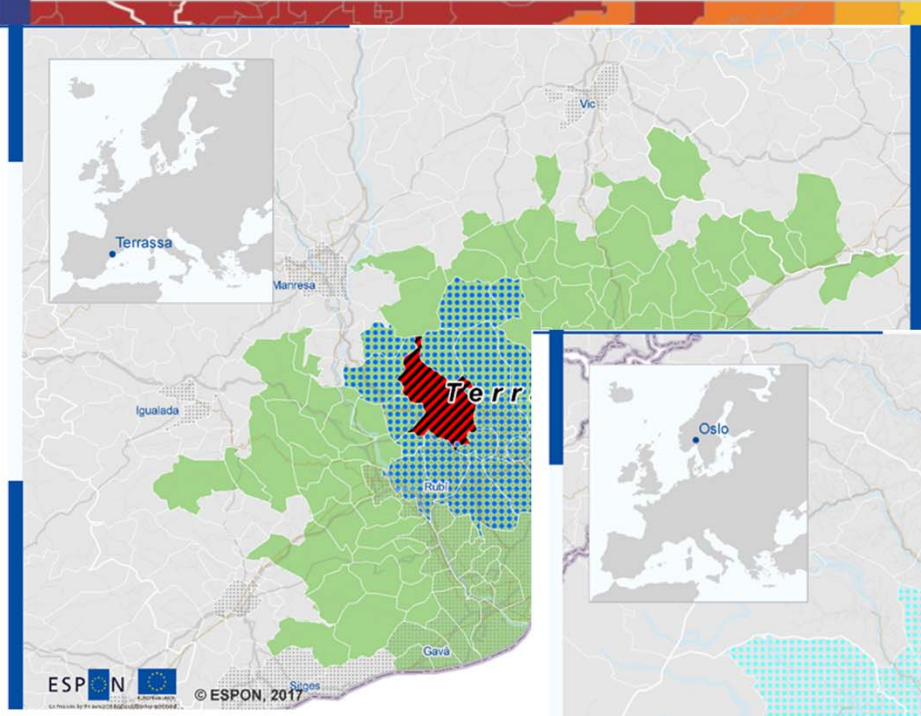 Vic
Terrassa
Manresa
Terr
Igualada
Oslo
Rubí
Gavà
Sitges
ESPON
© ESPON, 2017